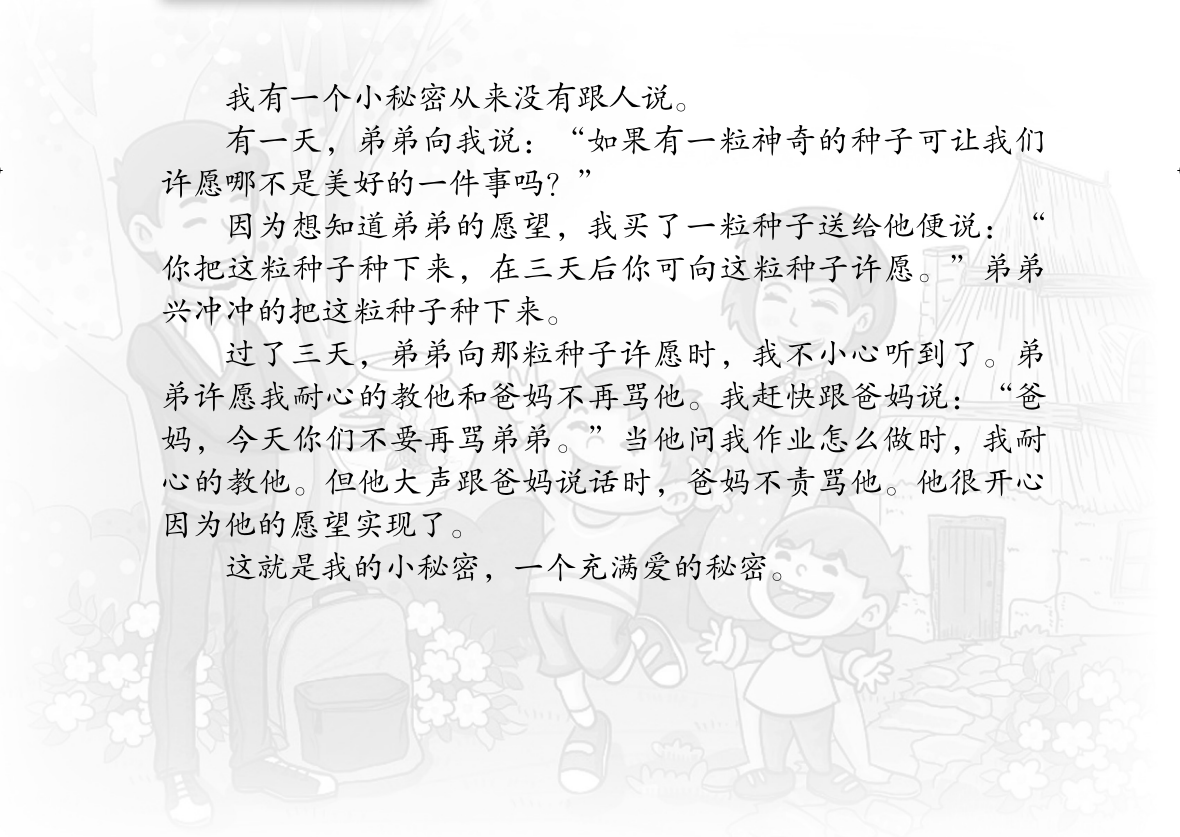 我有一个小秘密从来没有跟人说。
有一天，弟弟向我说：“如果有一粒神奇的种子可让我们
许愿哪不是美好的一件事吗？”
因为想知道弟弟的愿望，我买了一粒种子送给他便说：“
你把这粒种子种下来，在三天后你可向这粒种子许愿。”弟弟
兴冲冲的把这粒种子种下来。
过了三天，弟弟向那粒种子许愿时，我不小心听到了。弟
弟许愿我耐心的教他和爸妈不再骂他。我赶快跟爸妈说：“爸
妈，今天你们不要再骂弟弟。”当他问我作业怎么做时，我耐
心的教他。但他大声跟爸妈说话时，爸妈不责骂他。他很开心
因为他的愿望实现了。
这就是我的小秘密，一个充满爱的秘密。